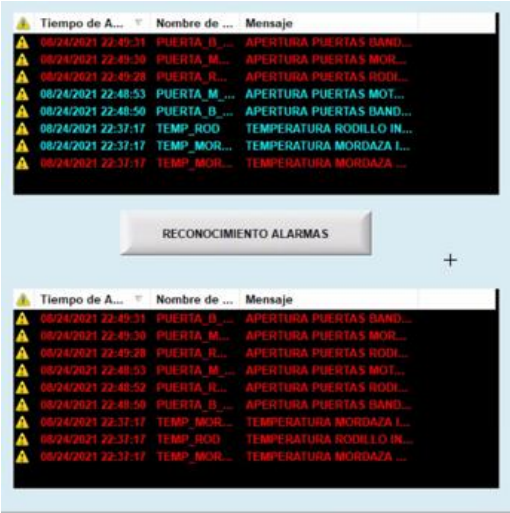 Tiempo de A... Nombre de ... Mensaje
08/24/2021 22:49:31 PUERTA_B_... APERTURA PUERTAS BAND...
08/24/2021 22:49:30 PUERTA_M... APERTURA PUERTAS MOR...
08/24/2021 22:49:28 PUERTA_R... APERTURA PUERTAS RODI...
08/24/2021 22:48:53 PUERTA_M_... APERTURA PUERTAS MOT...
08/24/2021 22:48:50 PUERTA_B_... APERTURA PUERTAS BAND...
08/24/2021 22:37:17 TEMP_ROD TEMPERATURA RODILLO IN...
08/24/2021 22:37:17 TEMP_MOR... TEMPERATURA MORDAZA I...
08/24/2021 22:37:17 TEMP_MOR... TEMPERATURA MORDAZA ...
RECONOCIMIENTO ALARMAS
Tiempo de A... Nombre de ... Mensaje
08/24/2021 22:49:31 PUERTA_B_... APERTURA PUERTAS BAND...
08/24/2021 22:49:30 PUERTA_M... APERTURA PUERTAS MOR...
08/24/2021 22:49:28 PUERTA_R... APERTURA PUERTAS RODI...
08/24/2021 22:48:53 PUERTA_M_... APERTURA PUERTAS MOT...
08/24/2021 22:48:52 PUERTA_R... APERTURA PUERTAS RODI...
08/24/2021 22:48:50 PUERTA_B_... APERTURA PUERTAS BAND...
08/24/2021 22:37:17 TEMP_MOR... TEMPERATURA MORDAZA I...
08/24/2021 22:37:17 TEMP_ROD TEMPERATURA RODILLO IN...
08/24/2021 22:37:17 TEMP_MOR... TEMPERATURA MORDAZA ...